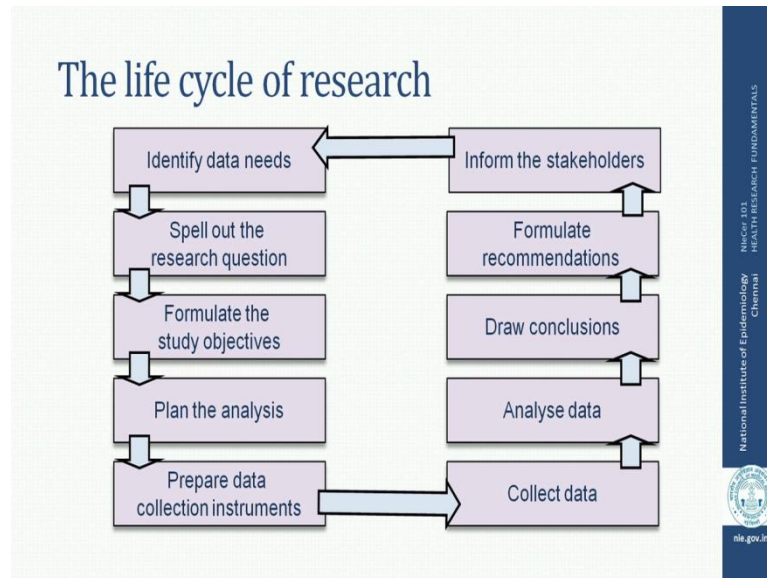 The life cycle of research
Identify data needs
Spell out the
research question
Formulate the
study objectives
Plan the analysis
Prepare data
collection instruments
Collect data
Analyse data
Draw conclusions
Formulate
recommendations
Inform the stakeholders
NIeCer 101
HEALTH RESEARCH FUNDAMENTALS
National Institute of Epidemiology
Chennai
nie.gov.in